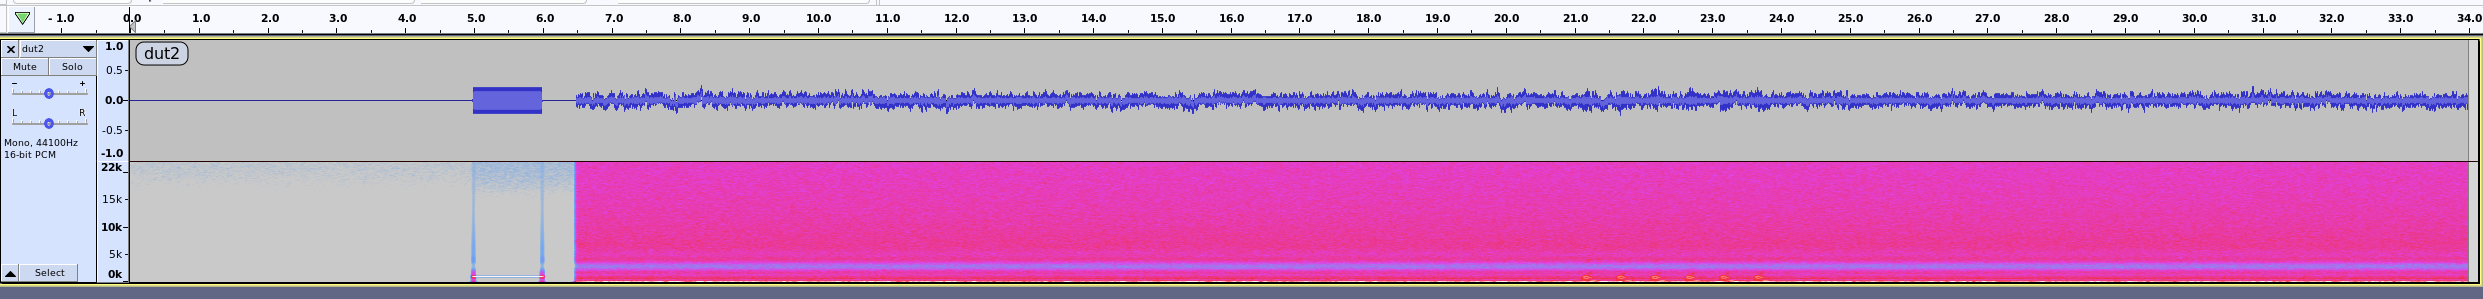 - 1.0 0.0 1.0 2.0 3.0 4.0 5.0 6.0 7.0 8.0 9.0 10.0 11.0 12.0 13.0 14.0 15.0 16.0 17.0 18.0 19.0 20.0 21.0 22.0 23.0 24.0 25.0 26.0 27.0 28.0 29.0 30.0 31.0 32.0 33.0 34.0
dut2
Mute Solo
- +
L R
Mono, 44100Hz
16-bit PCM
Select
1.0
0.5-
0.0-
-0.5-
-1.0
22k
15k-
10k-
5k-
0k
dut2